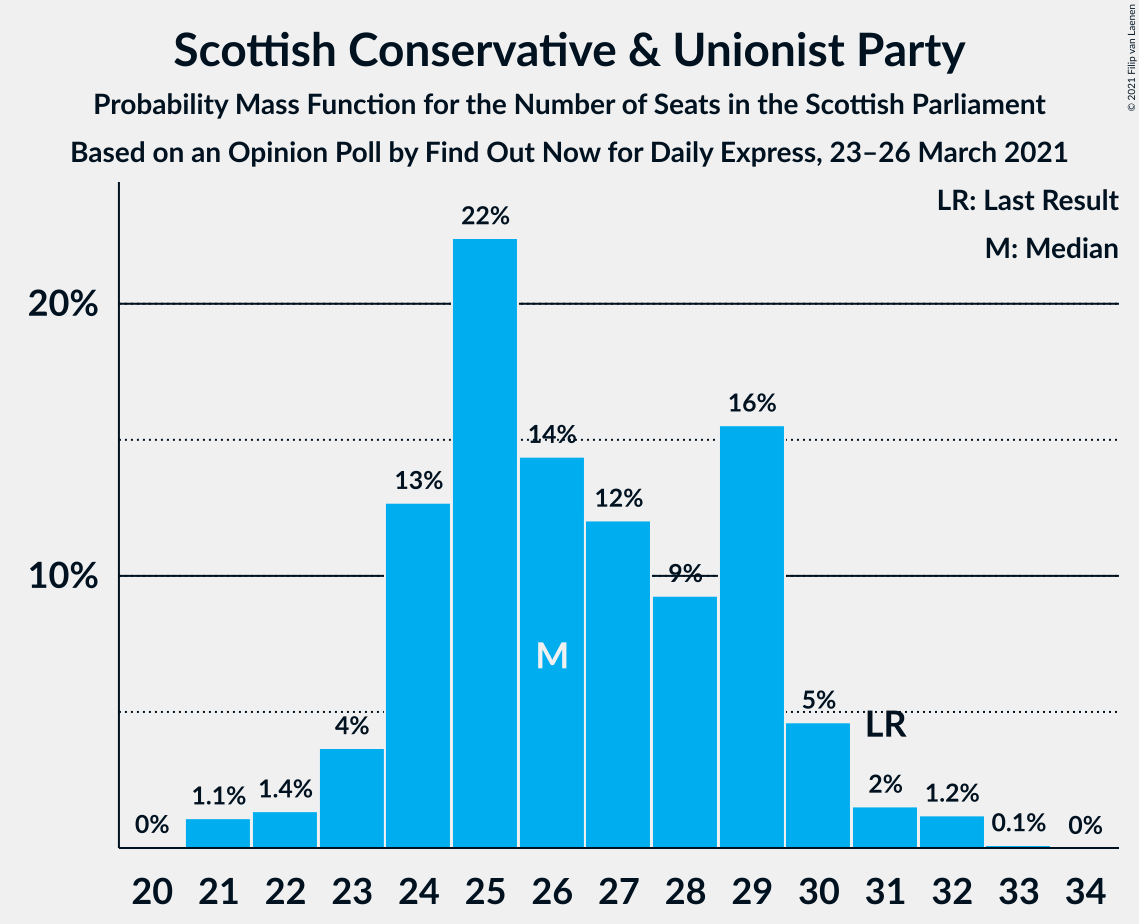 Scottish Conservative & Unionist Party
Probability Mass Function for the Number of Seats in the Scottish Parliament
Based on an Opinion Poll by Find Out Now for Daily Express, 23–26 March 2021
© 2021 Filip van Laenen
LR: Last Result
M: Median
22%
20%
16%
14%
13%
12%
10%
9%
M
5%
LR
4%
2%
1.4%
1.2%
1.1%
0.1%
0%
0%
20 21 22 23 24 25 26 27 28 29 30 31 32 33 34